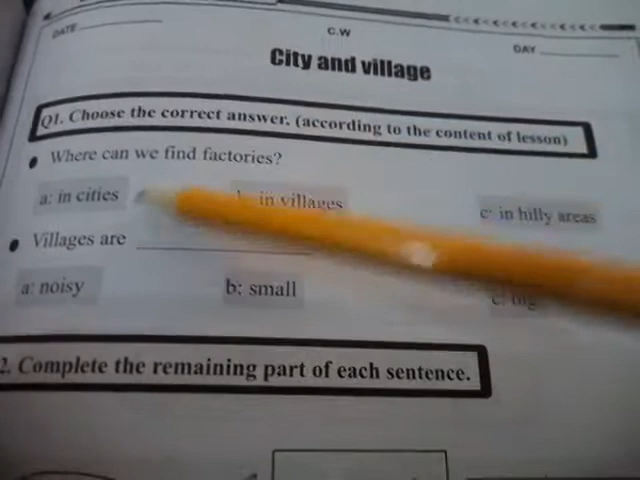 DATE
C.W
DAY
City and village
Q1. Choose the correct answer. (according to the content of lesson)
Where can we find factories?
a: in cities
in villages
c: in hilly areas
Villages are
a: noisy
b: small
2. Complete the remaining part of each sentence.